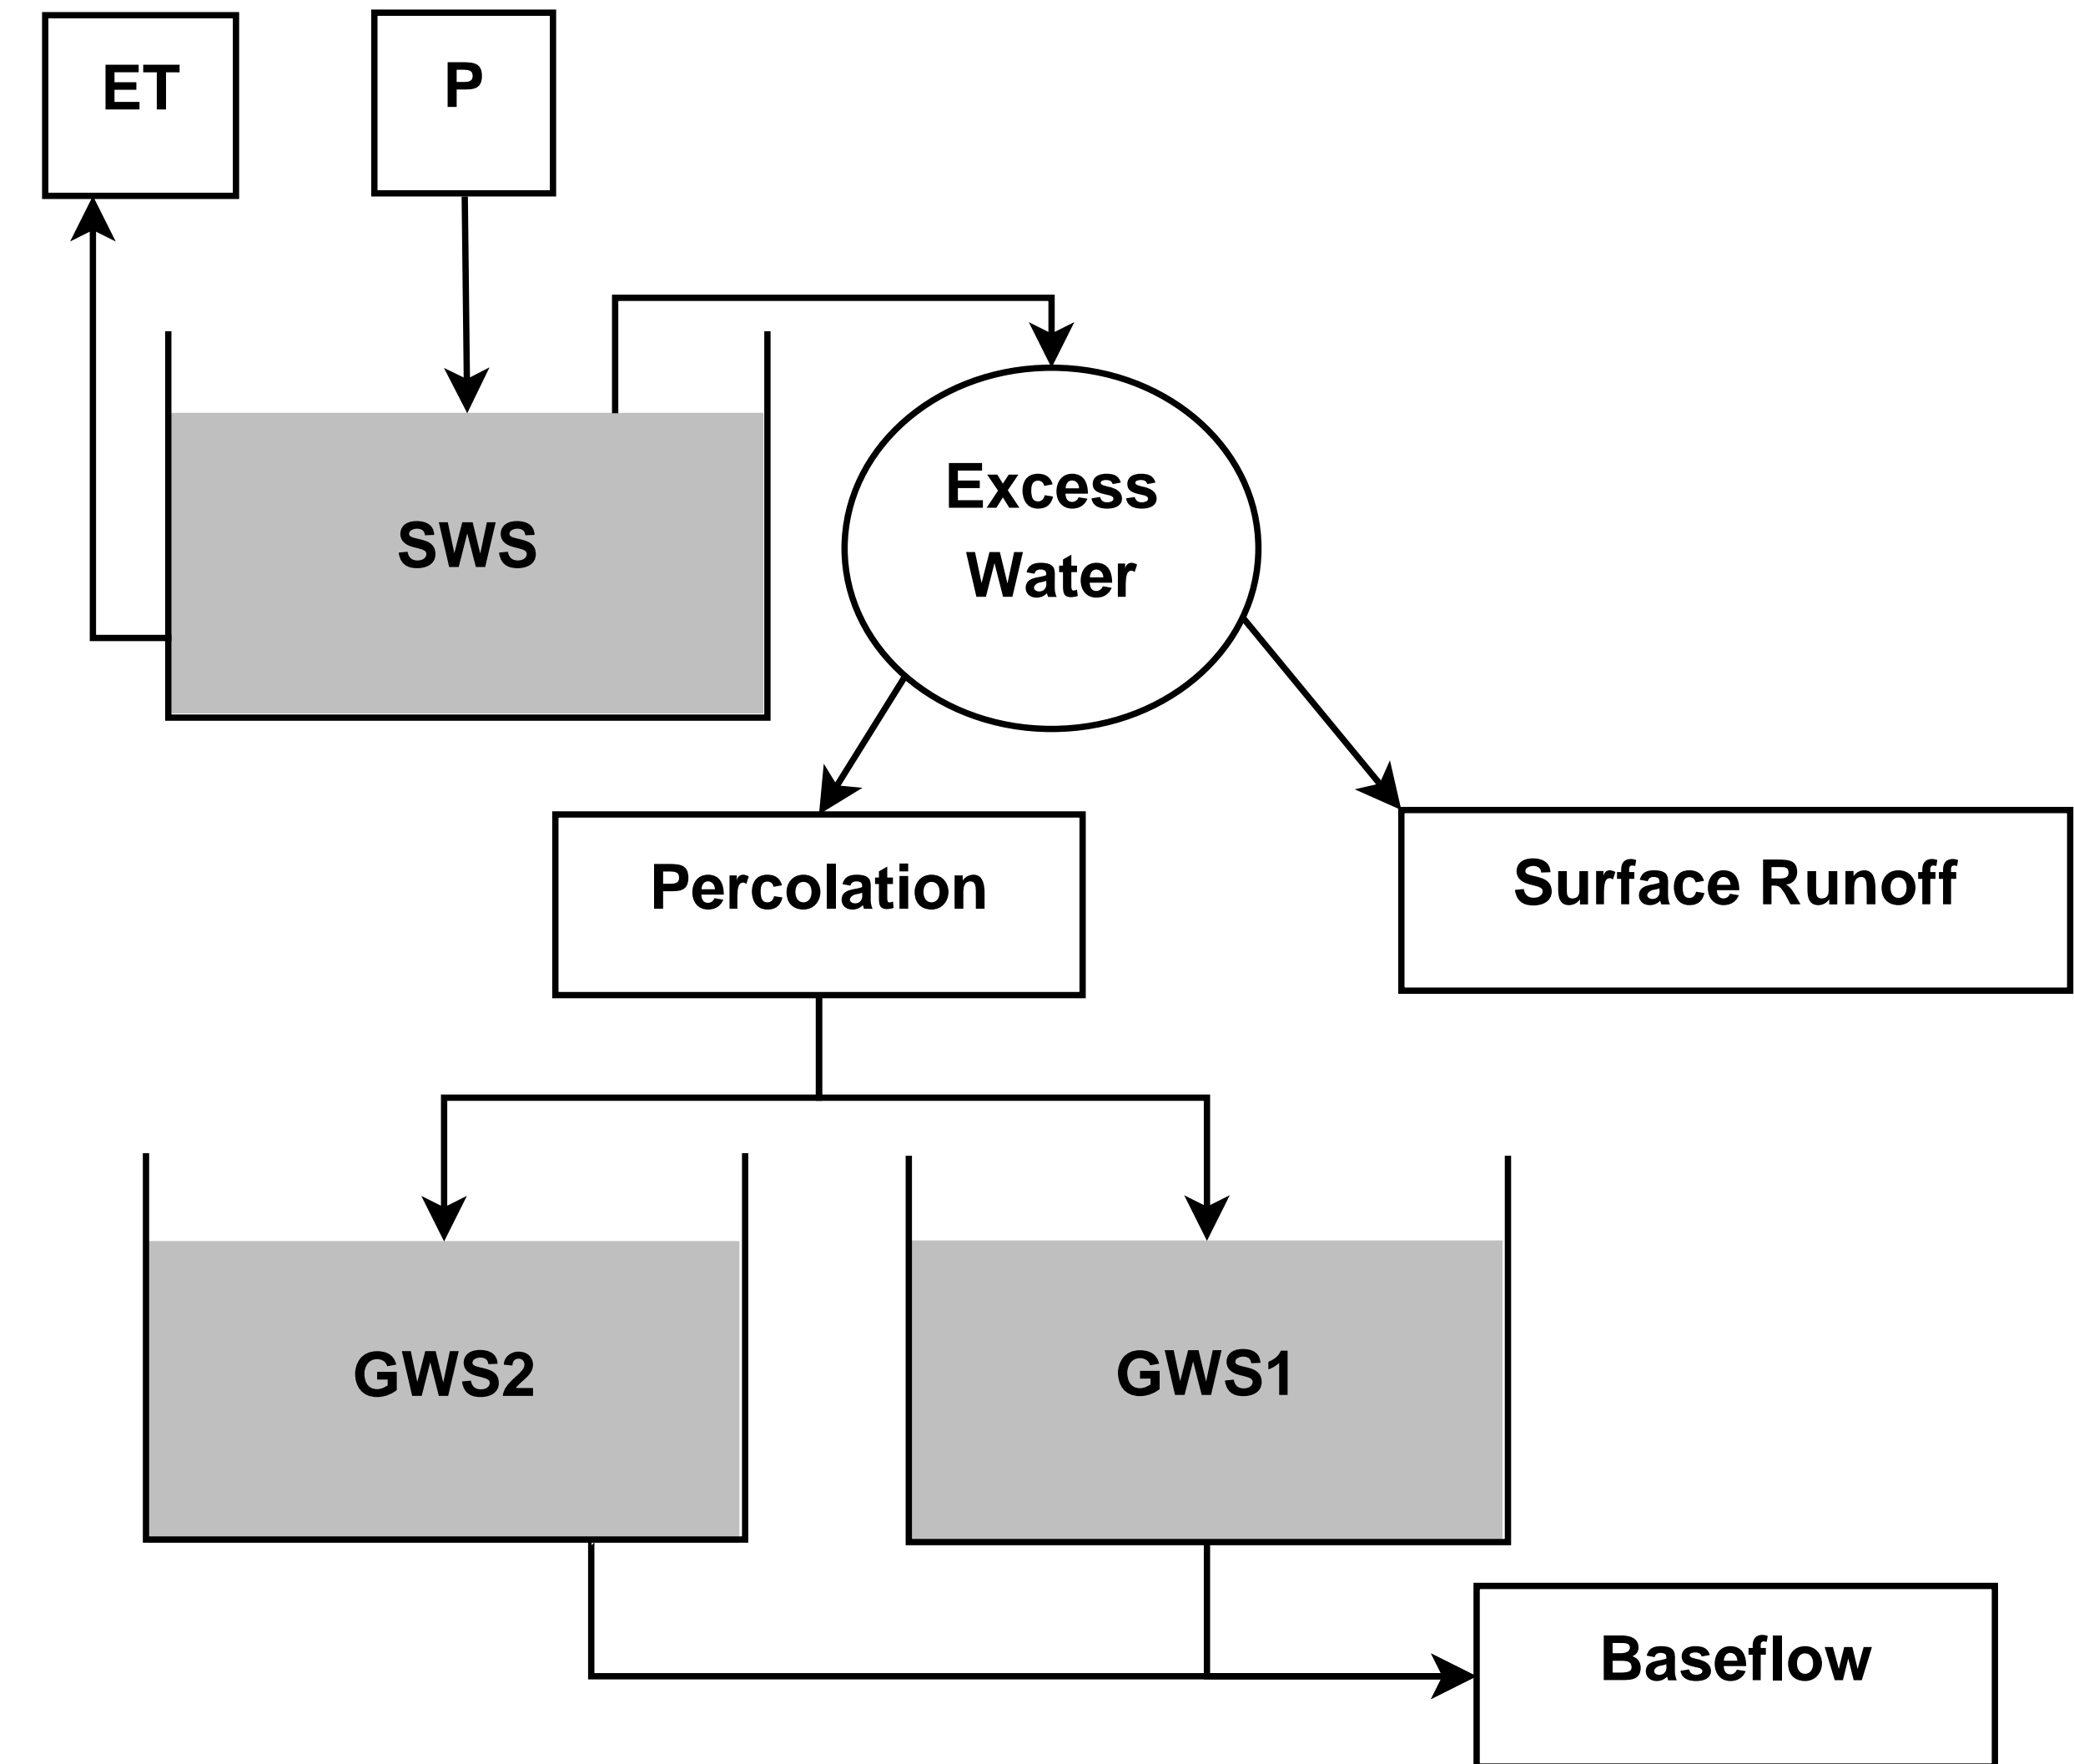 ET
P
SWS
Excess
Water
Percolation
Surface Runoff
GWS2
GWS1
Baseflow